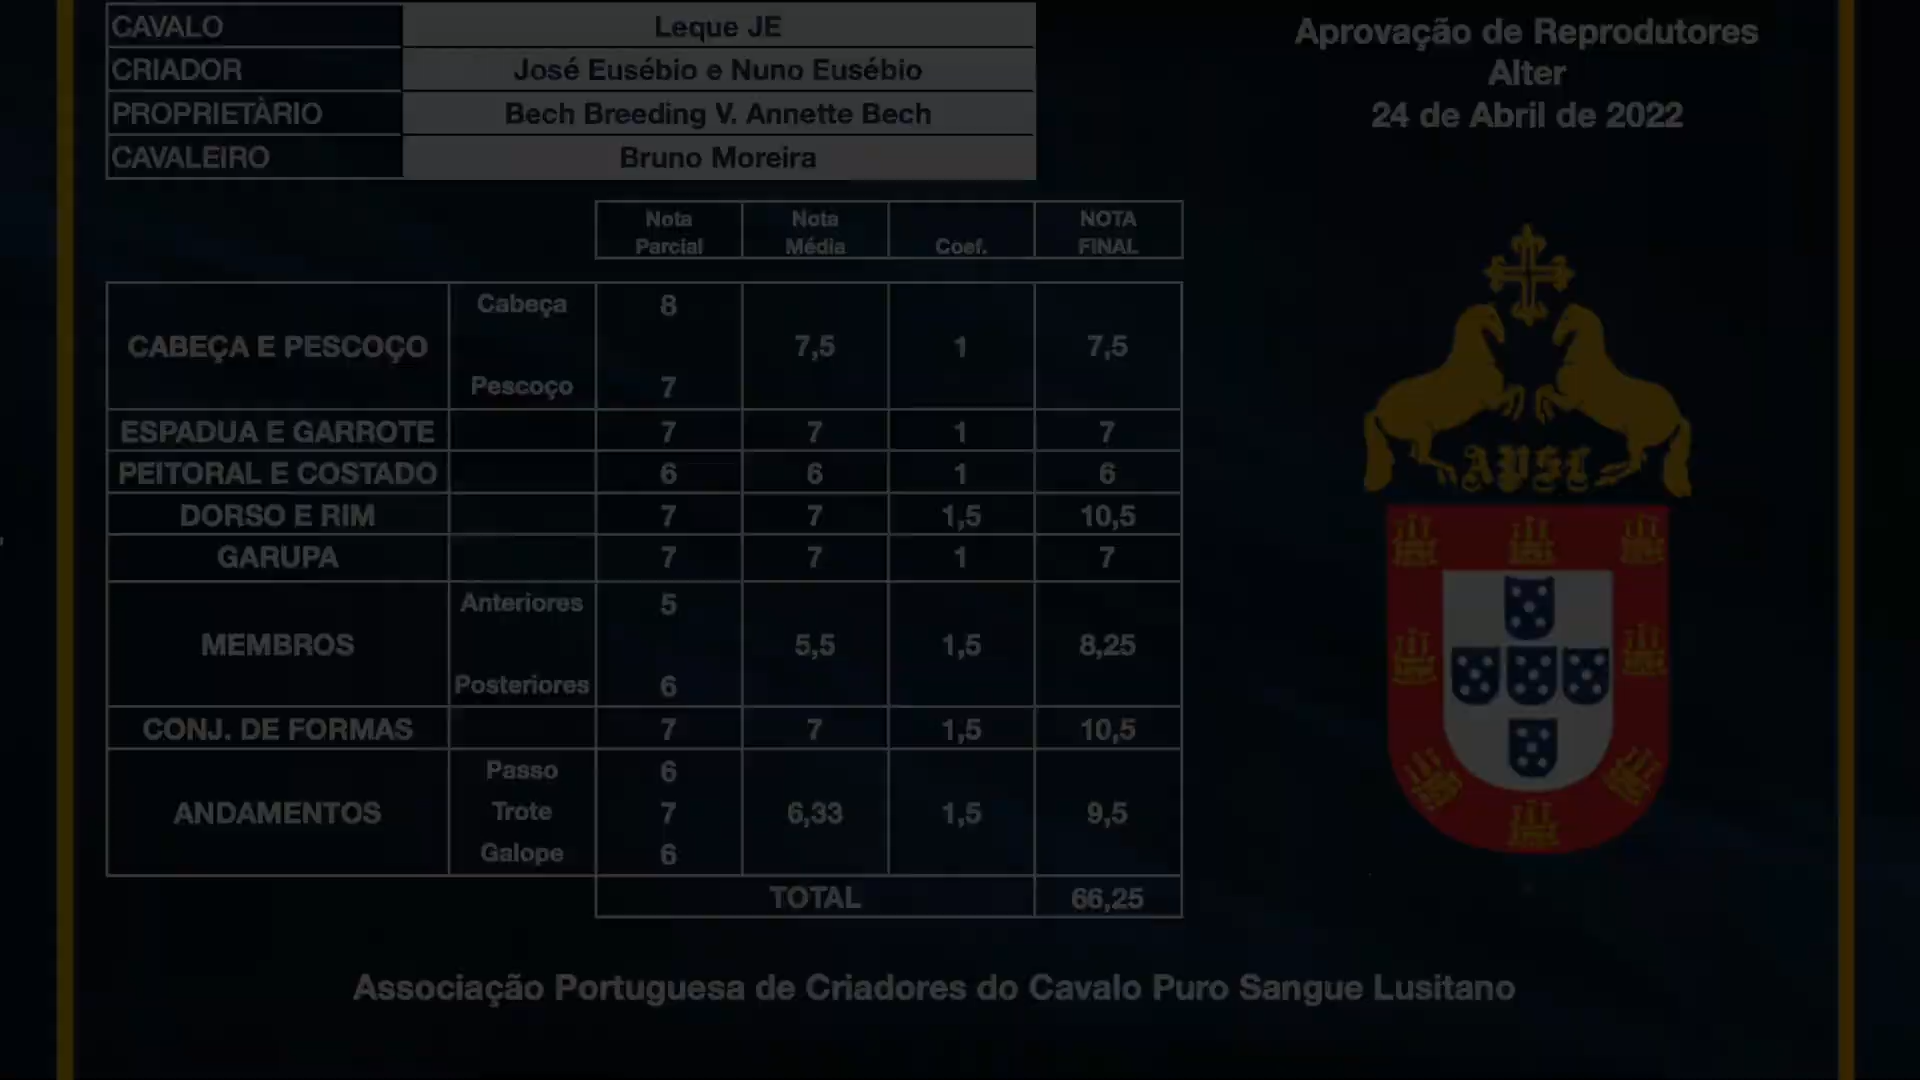 CAVALO Leque JE
CRIADOR José Eusébio e Nuno Eusébio
PROPRIETÀRIO Bech Breeding V. Annette Bech
CAVALEIRO Bruno Moreira
Aprovação de Reprodutores
Alter
24 de Abril de 2022
Nota Parcial Nota Média Coef. NOTA FINAL
CABEÇA E PESCOÇO Cabeça 8 7,5 1 7,5
Pescoço 7
ESPADUA E GARROTE 7 7 1 7
PEITORAL E COSTADO 6 6 1 6
DORSO E RIM 7 7 1,5 10,5
GARUPA 7 7 1 7
MEMBROS Anteriores 5 5,5 1,5 8,25
Posteriores 6
CONJ. DE FORMAS 7 7 1,5 10,5
ANDAMENTOS Passo 6
Trote 7 6,33 1,5 9,5
Galope 6
TOTAL 66,25
APSL
Associação Portuguesa de Criadores do Cavalo Puro Sangue Lusitano